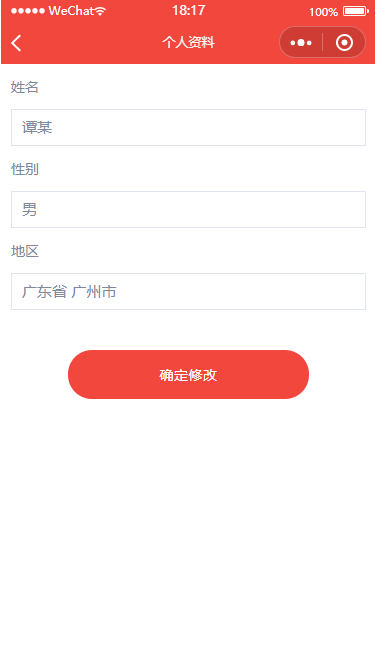 ●●●●● WeChat 18:17 100%
个人资料
姓名
谭某
性别
男
地区
广东省 广州市
确定修改